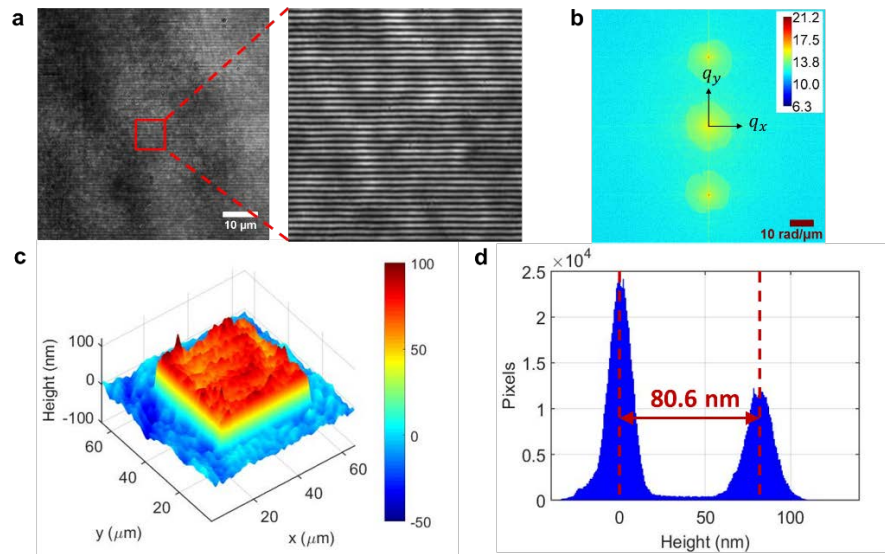 a
10 µm
b
21.2
17.5
13.8
10.0
6.3
q_y
q_x
10 rad/µm
c
100
50
0
-50
Height (nm)
100
0
-100
60
40
20
y (µm)
20
40
60
x (µm)
d
×10⁴
2.5
2
1.5
1
0.5
0
Pixels
80.6 nm
0
50
100
Height (nm)